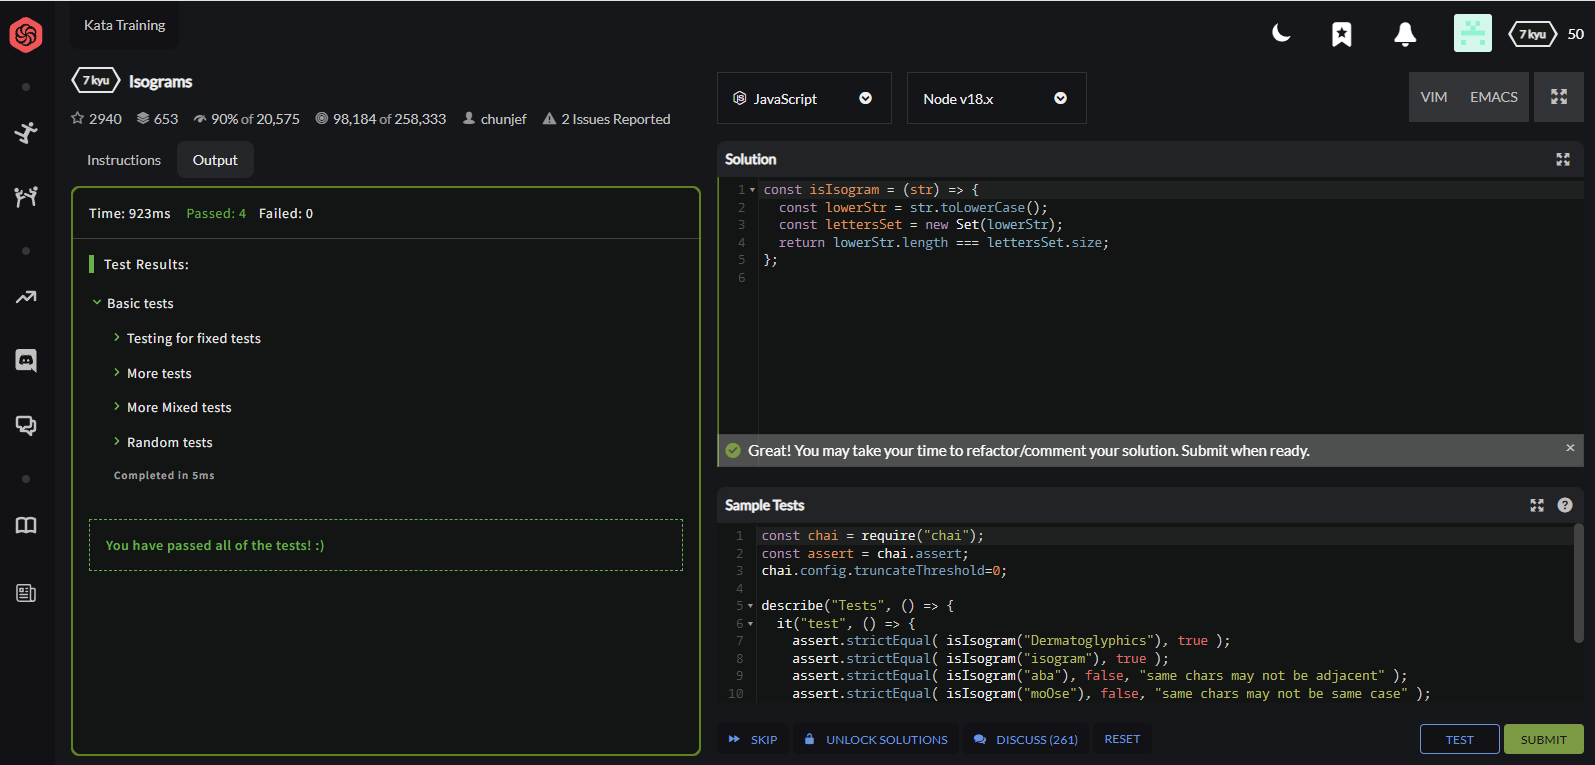 Kata Training
7 kyu 50
7 kyu Isograms
2940 653 90% of 20,575 98,184 of 258,333 chunjef 2 Issues Reported
Instructions Output
Time: 923ms Passed: 4 Failed: 0
Test Results:
Basic tests
Testing for fixed tests
More tests
More Mixed tests
Random tests
Completed in 5ms
You have passed all of the tests! :)
JavaScript Node v18.x VIM EMACS
Solution
1 const isIsogram = (str) => {
2 const lowerStr = str.toLowerCase();
3 const lettersSet = new Set(lowerStr);
4 return lowerStr.length === lettersSet.size;
5 };
6
Great! You may take your time to refactor/comment your solution. Submit when ready.
Sample Tests
1 const chai = require("chai");
2 const assert = chai.assert;
3 chai.config.truncateThreshold=0;
4
5 describe("Tests", () => {
6 it("test", () => {
7 assert.strictEqual( isIsogram("Dermatoglyphics"), true );
8 assert.strictEqual( isIsogram("isogram"), true );
9 assert.strictEqual( isIsogram("aba"), false, "same chars may not be adjacent" );
10 assert.strictEqual( isIsogram("moOse"), false, "same chars may not be same case" );
SKIP UNLOCK SOLUTIONS DISCUSS (261) RESET TEST SUBMIT